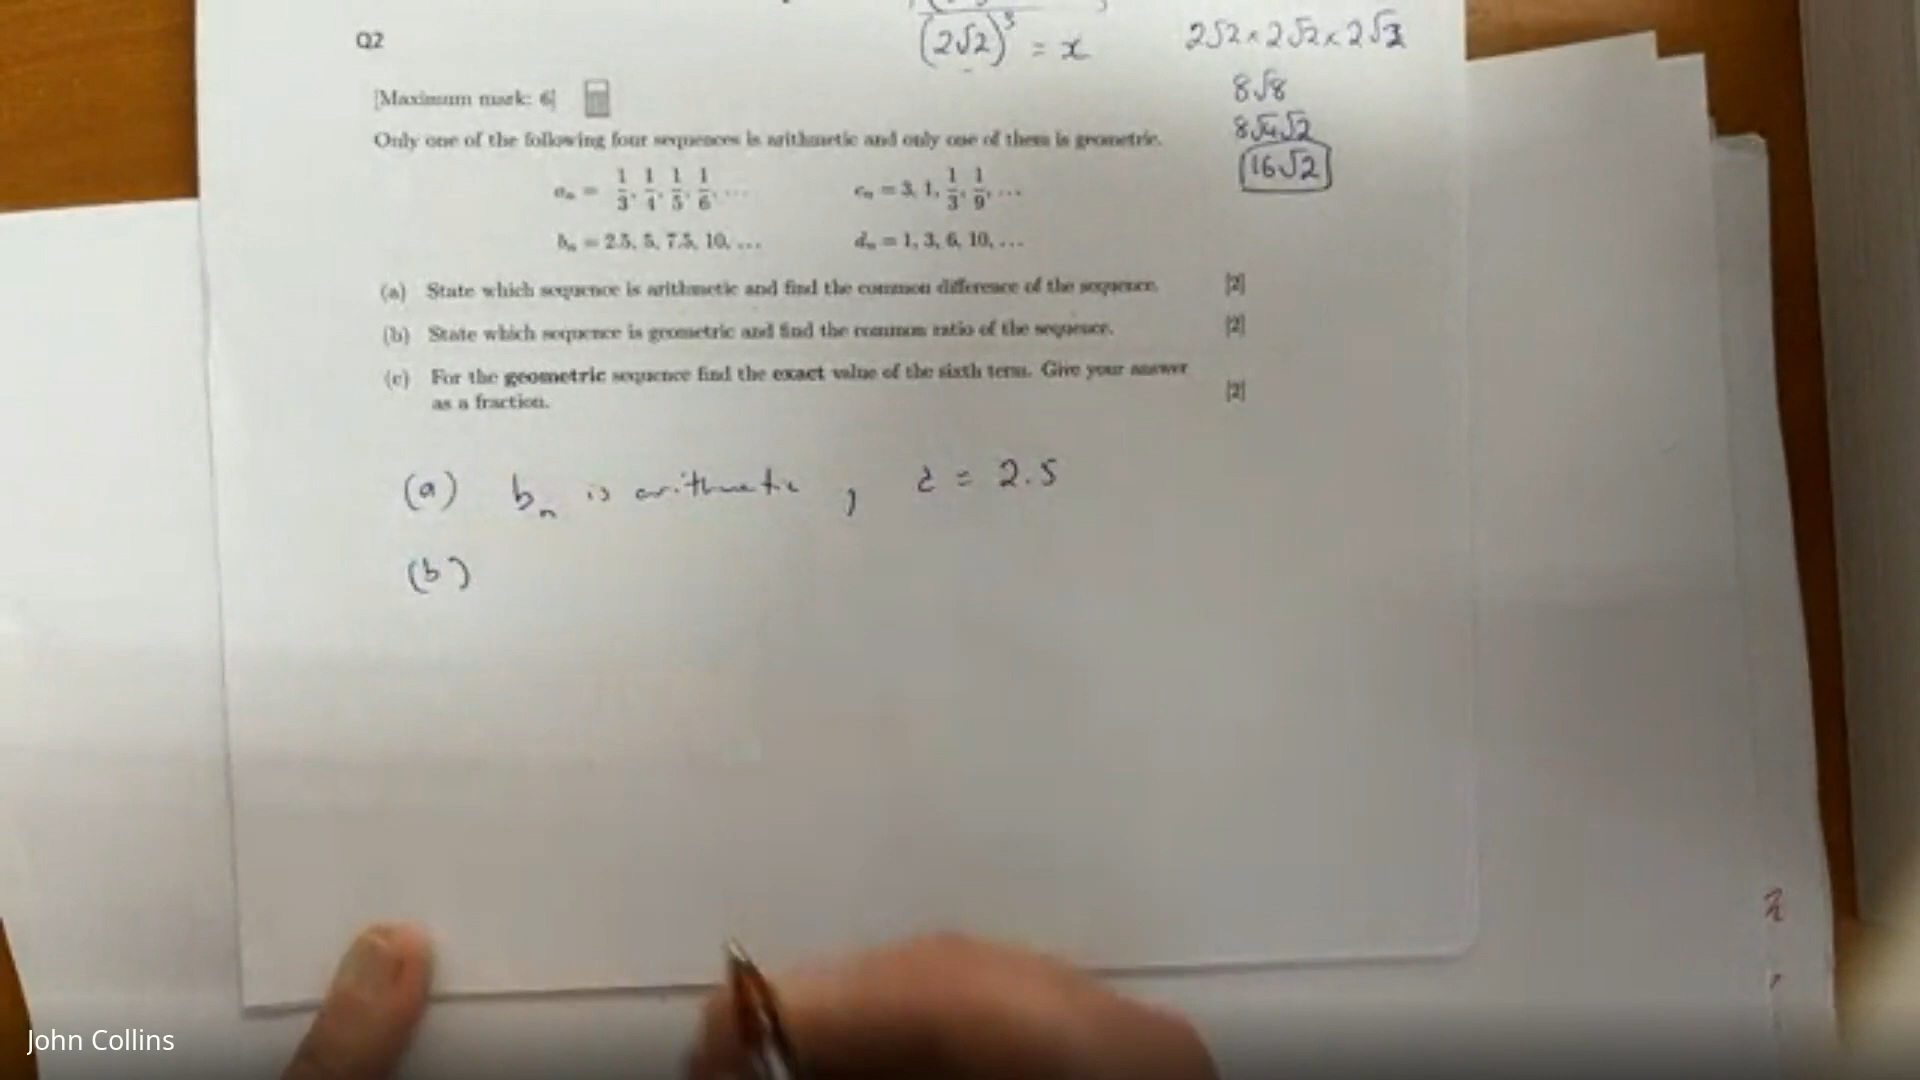 (2√2)³ = x
2√2 × 2√2 × 2√2
8√8
8√4√2
16√2
Q2
[Maximum mark: 6]
Only one of the following four sequences is arithmetic and only one of them is geometric.
aₙ = 1/3, 1/4, 1/5, 1/6, … cₙ = 3, 1, 1/3, 1/9, …
bₙ = 2.5, 5, 7.5, 10, … dₙ = 1, 3, 6, 10, …
(a) State which sequence is arithmetic and find the common difference of the sequence. [2]
(b) State which sequence is geometric and find the common ratio of the sequence. [2]
(c) For the geometric sequence find the exact value of the sixth term. Give your answer
as a fraction. [2]
(a) bₙ is arithmetic , d = 2.5
(b)
John Collins